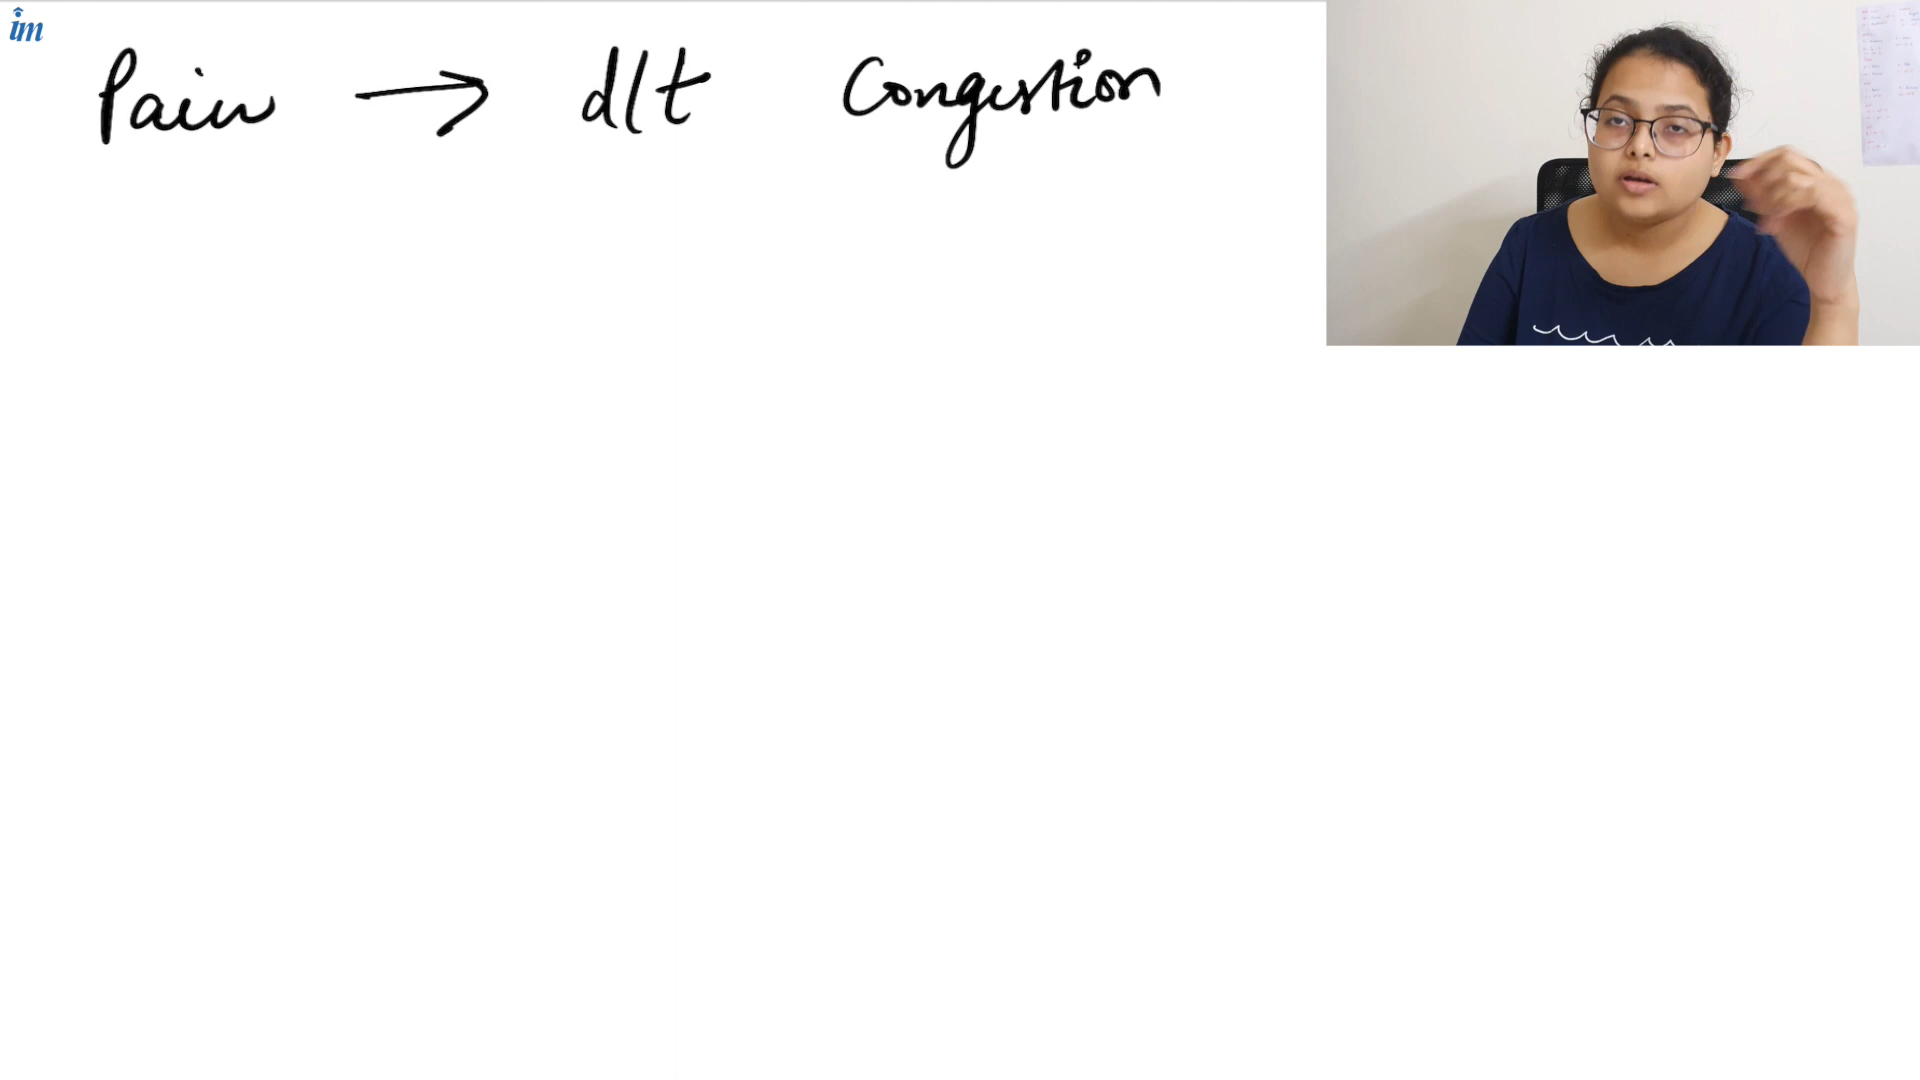 im
Pain → d/t Congestion